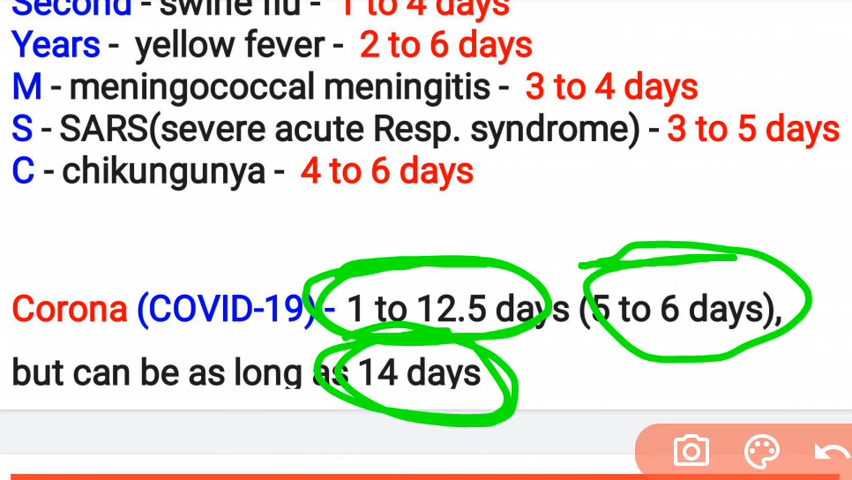 Second - swine flu - 1 to 4 days
Years - yellow fever - 2 to 6 days
M - meningococcal meningitis - 3 to 4 days
S - SARS(severe acute Resp. syndrome) - 3 to 5 days
C - chikungunya - 4 to 6 days
Corona (COVID-19) - 1 to 12.5 days (5 to 6 days),
but can be as long as 14 days